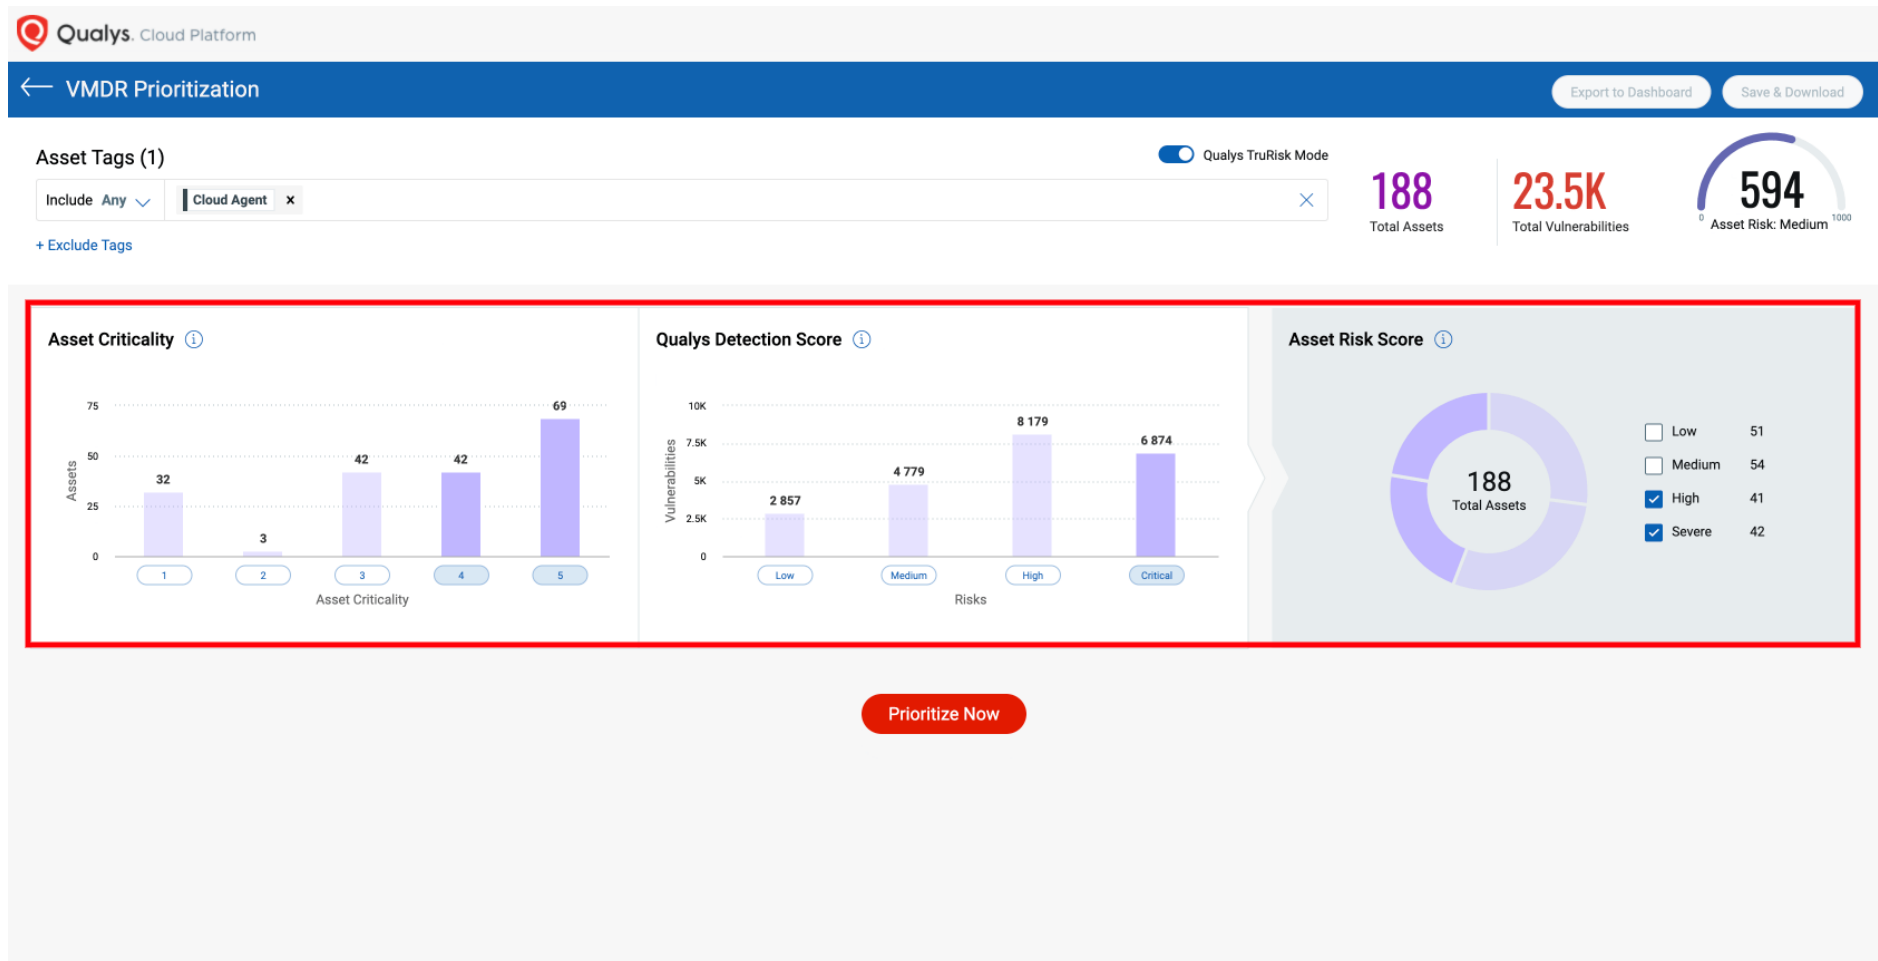 Qualys. Cloud Platform
VMDR Prioritization
Export to Dashboard
Save & Download
Asset Tags (1)
Qualys TruRisk Mode
Include Any
Cloud Agent
+ Exclude Tags
188
Total Assets
23.5K
Total Vulnerabilities
594
0
Asset Risk: Medium
1000
Asset Criticality
75
50
25
0
Assets
32
3
42
42
69
1
2
3
4
5
Asset Criticality
Qualys Detection Score
10K
7.5K
5K
2.5K
0
Vulnerabilities
2 857
4 779
8 179
6 874
Low
Medium
High
Critical
Risks
Asset Risk Score
188
Total Assets
Low 51
Medium 54
High 41
Severe 42
Prioritize Now